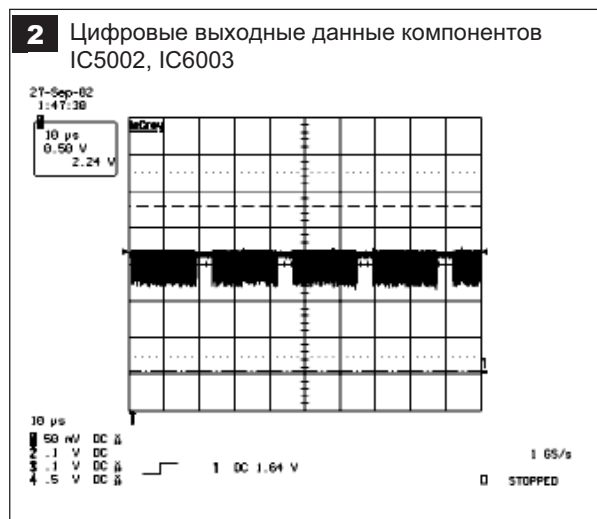 2 Цифровые выходные данные компонентов
IC5002, IC6003
27-Sep-02
1:47:38
10 µs
0.50 V
2.24 V
LeCroy
1
10 µs
1 50 mV DC
2 .1 V DC
3 .1 V DC
4 .5 V DC
1 DC 1.64 V
1 GS/s
STOPPED